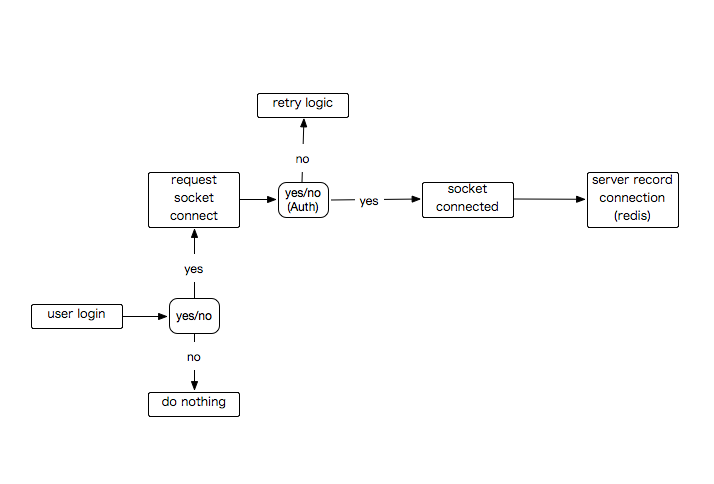 retry logic
no
request
socket
connect
yes/no
(Auth)
yes
socket
connected
server record
connection
(redis)
yes
user login
yes/no
no
do nothing